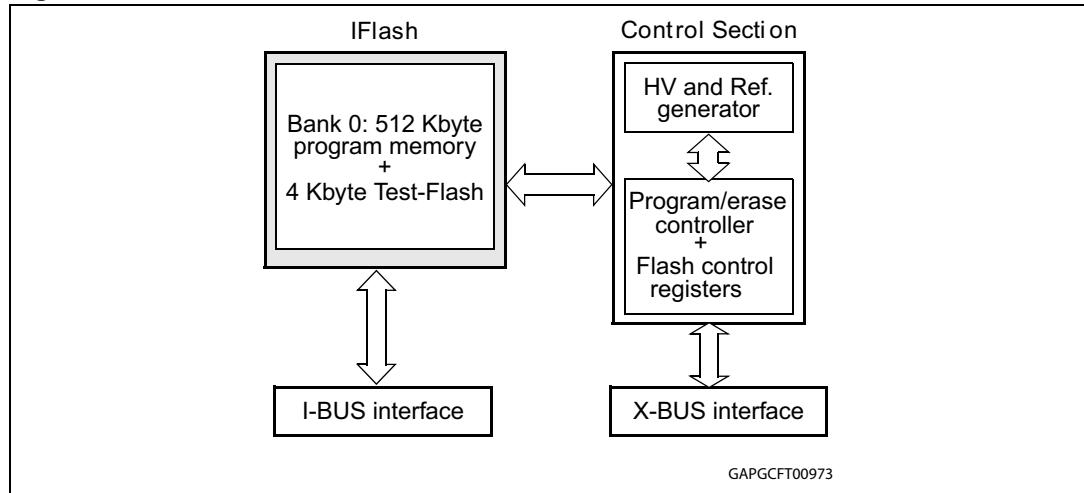 IFlash
Control Section
Bank 0: 512 Kbyte
program memory
+
4 Kbyte Test-Flash
HV and Ref.
generator
Program/erase
controller
+
Flash control
registers
I-BUS interface
X-BUS interface
GAPGCFT00973